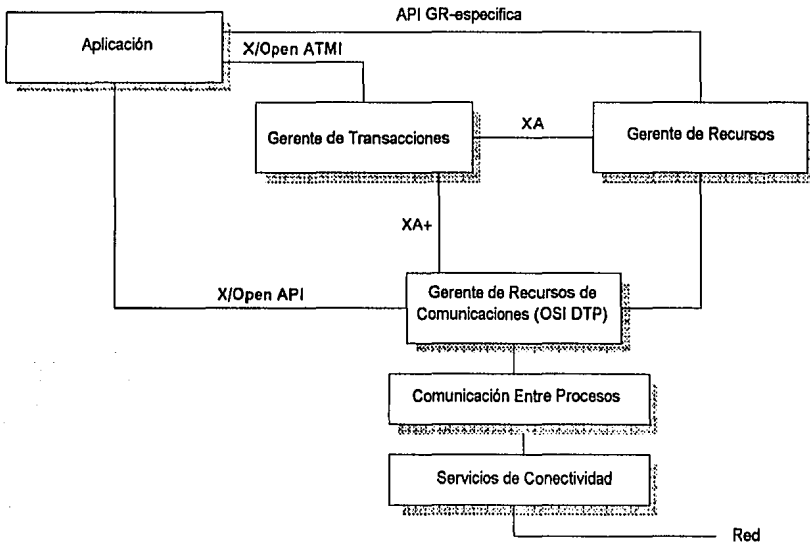 API GR-especifica
Aplicación
X/Open ATMI
Gerente de Transacciones
XA
Gerente de Recursos
XA+
X/Open API
Gerente de Recursos de
Comunicaciones (OSI DTP)
Comunicación Entre Procesos
Servicios de Conectividad
Red